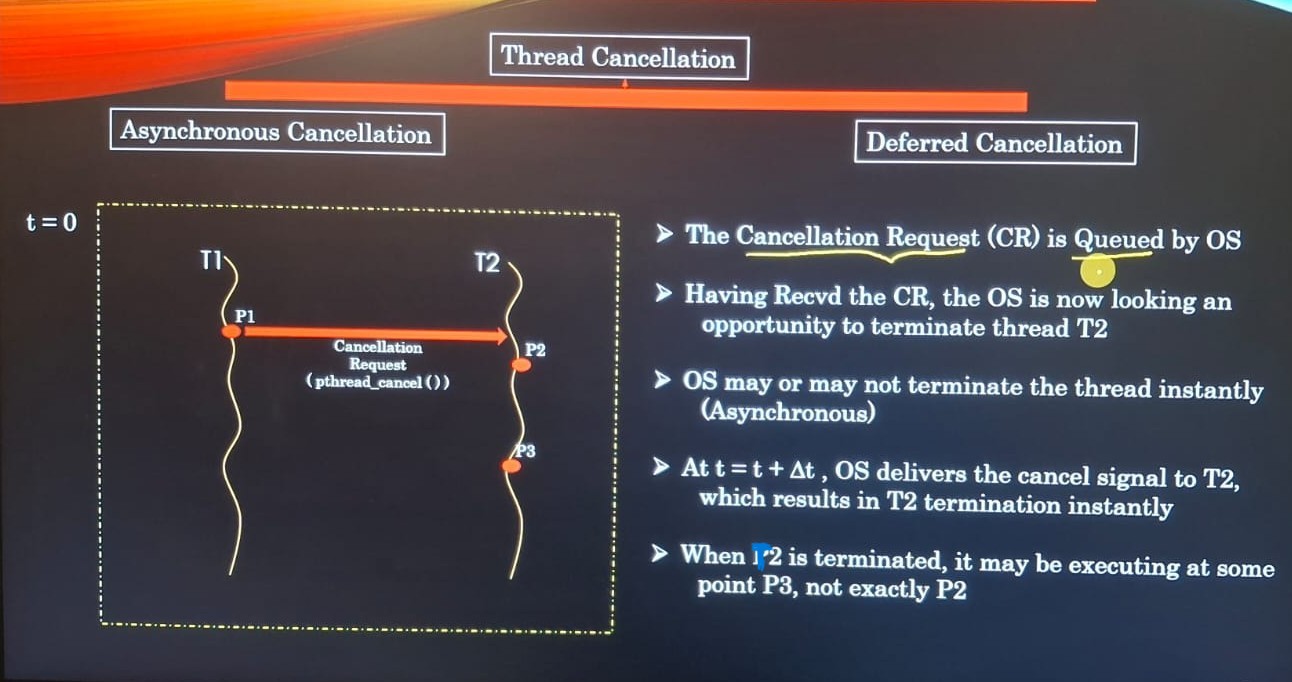 Thread Cancellation
Asynchronous Cancellation
Deferred Cancellation
t = 0
T1
T2
P1
Cancellation
Request
(pthread_cancel())
P2
P3
➤ The Cancellation Request (CR) is Queued by OS
➤ Having Recvd the CR, the OS is now looking an
opportunity to terminate thread T2
➤ OS may or may not terminate the thread instantly
(Asynchronous)
➤ At t = t + Δt , OS delivers the cancel signal to T2,
which results in T2 termination instantly
➤ When T2 is terminated, it may be executing at some
point P3, not exactly P2